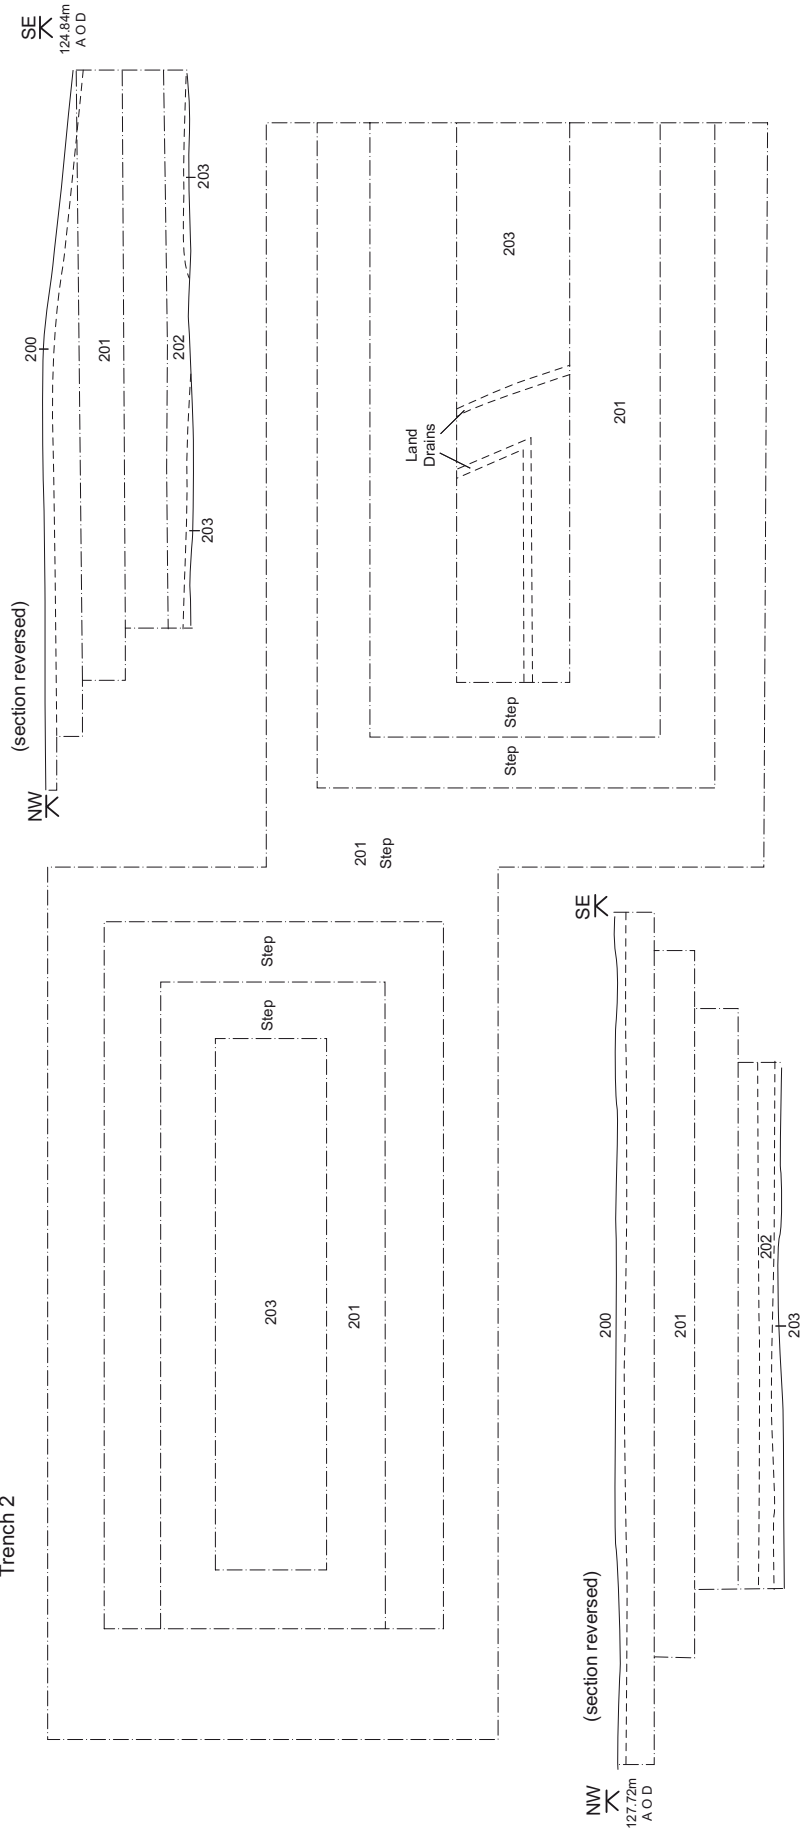 Trench 2
NW
(section reversed)
SE
124.84m
A O D
200
201
202
203
203
203
201
Step
Step
201
Step
Step
Step
Land
Drains
203
201
NW
127.72m
A O D
(section reversed)
SE
200
201
202
203